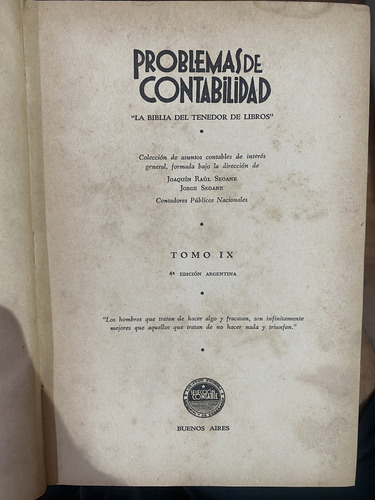 PROBLEMAS DE
CONTABILIDAD
"LA BIBLIA DEL TENEDOR DE LIBROS"
Colección de asuntos contables de interés
general, formada bajo la dirección de
JOAQUÍN RAÚL SEOANE
JORGE SEOANE
Contadores Públicos Nacionales
TOMO IX
4ª EDICIÓN ARGENTINA
"Los hombres que tratan de hacer algo y fracasan, son infinitamente
mejores que aquellos que tratan de no hacer nada y triunfan."
SELECCION
CONTABIL
BUENOS AIRES